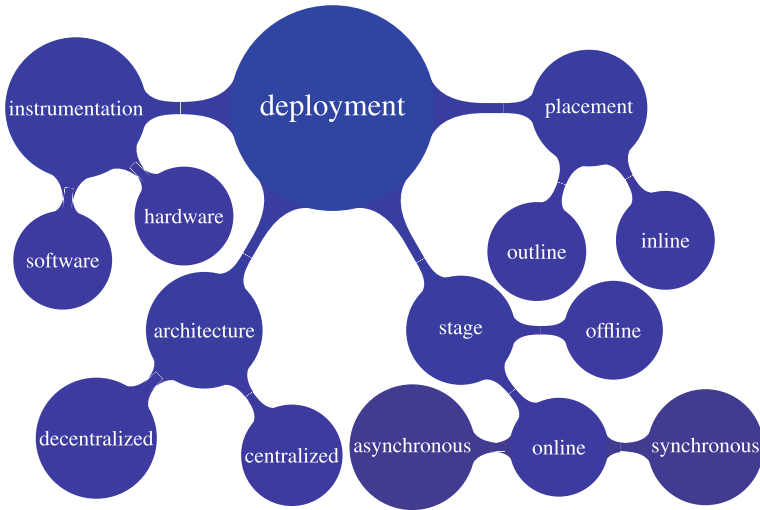 deployment
instrumentation
placement
hardware
software
outline
inline
architecture
stage
offline
decentralized
centralized
asynchronous
online
synchronous